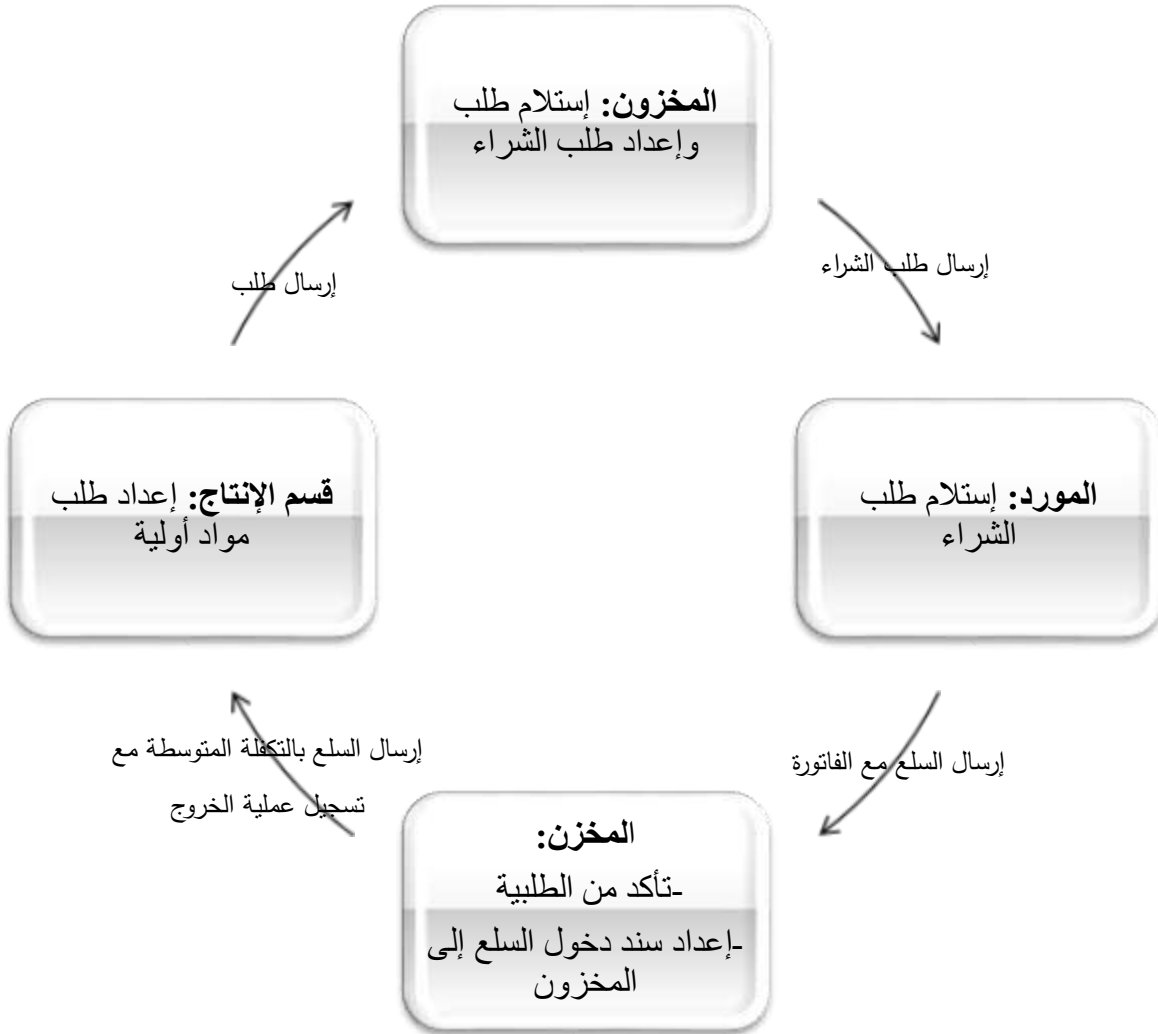 المخزون: إستلام طلب
وإعداد طلب الشراء
إرسال طلب الشراء
إرسال طلب
المورد: إستلام طلب
الشراء
قسم الإنتاج: إعداد طلب
مواد أولية
إرسال السلع مع الفاتورة
إرسال السلع بالتكفلة المتوسطة مع
تسجيل عملية الخروج
المخزن:
-تأكد من الطلبية
-إعداد سند دخول السلع إلى
المخزون